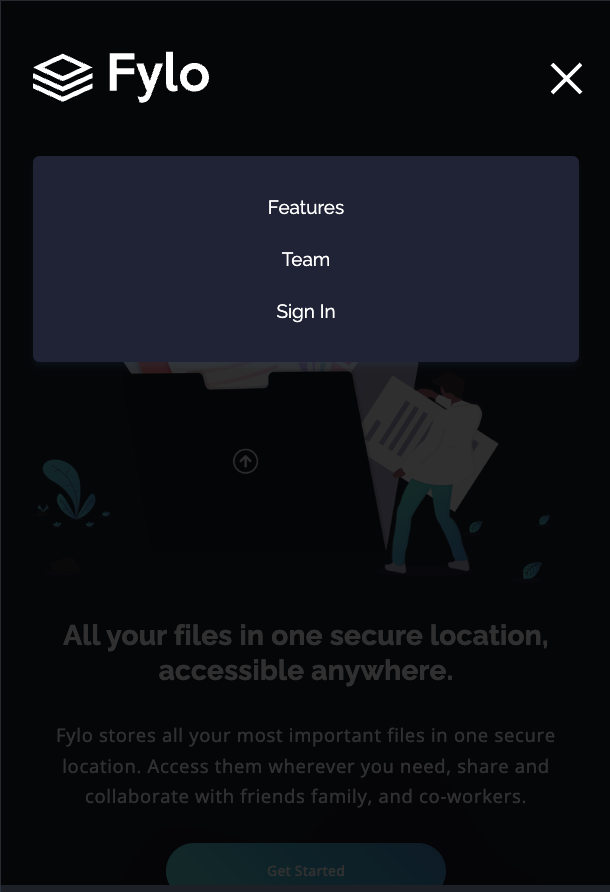 Fylo
Features
Team
Sign In
All your files in one secure location,
accessible anywhere.
Fylo stores all your most important files in one secure
location. Access them wherever you need, share and
collaborate with friends family, and co-workers.
Get Started